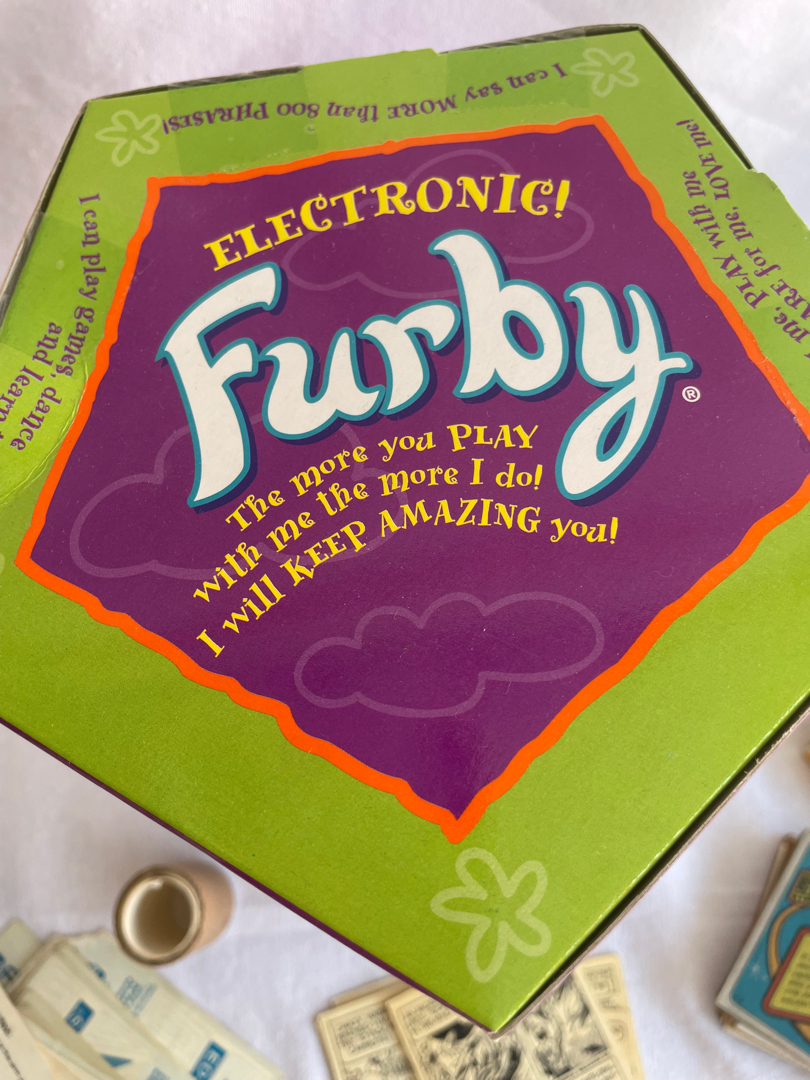 I can say MORE than 800 PHRASES!
ELECTRONIC!
Furby®
The more you PLAY
with me the more I do!
I will KEEP AMAZING you!
I can play games, dance
and learn
me, PLAY with me
for me, LOVE me!